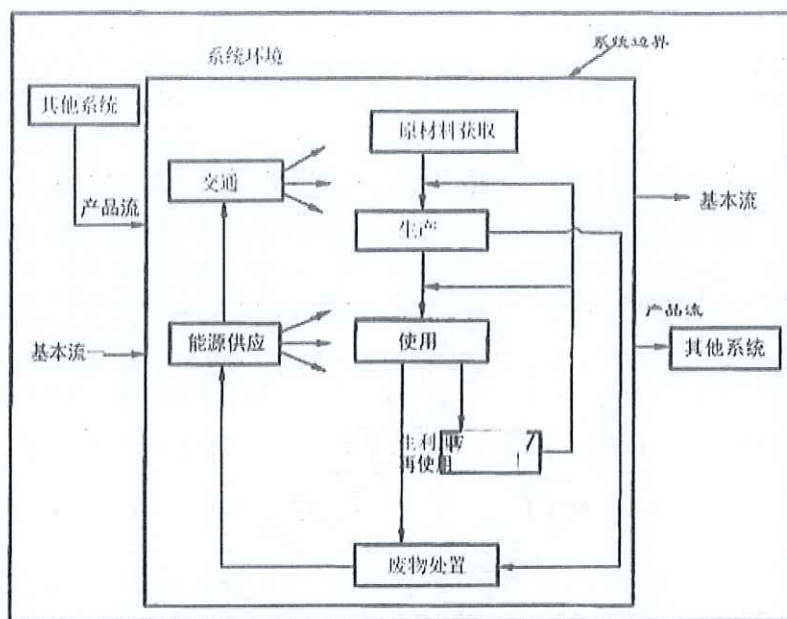 系统环境
系统边界
其他系统
原材料获取
交通
产品流
基本流
生产
产品流
基本流
能源供应
使用
其他系统
生利
再使用
废物处置